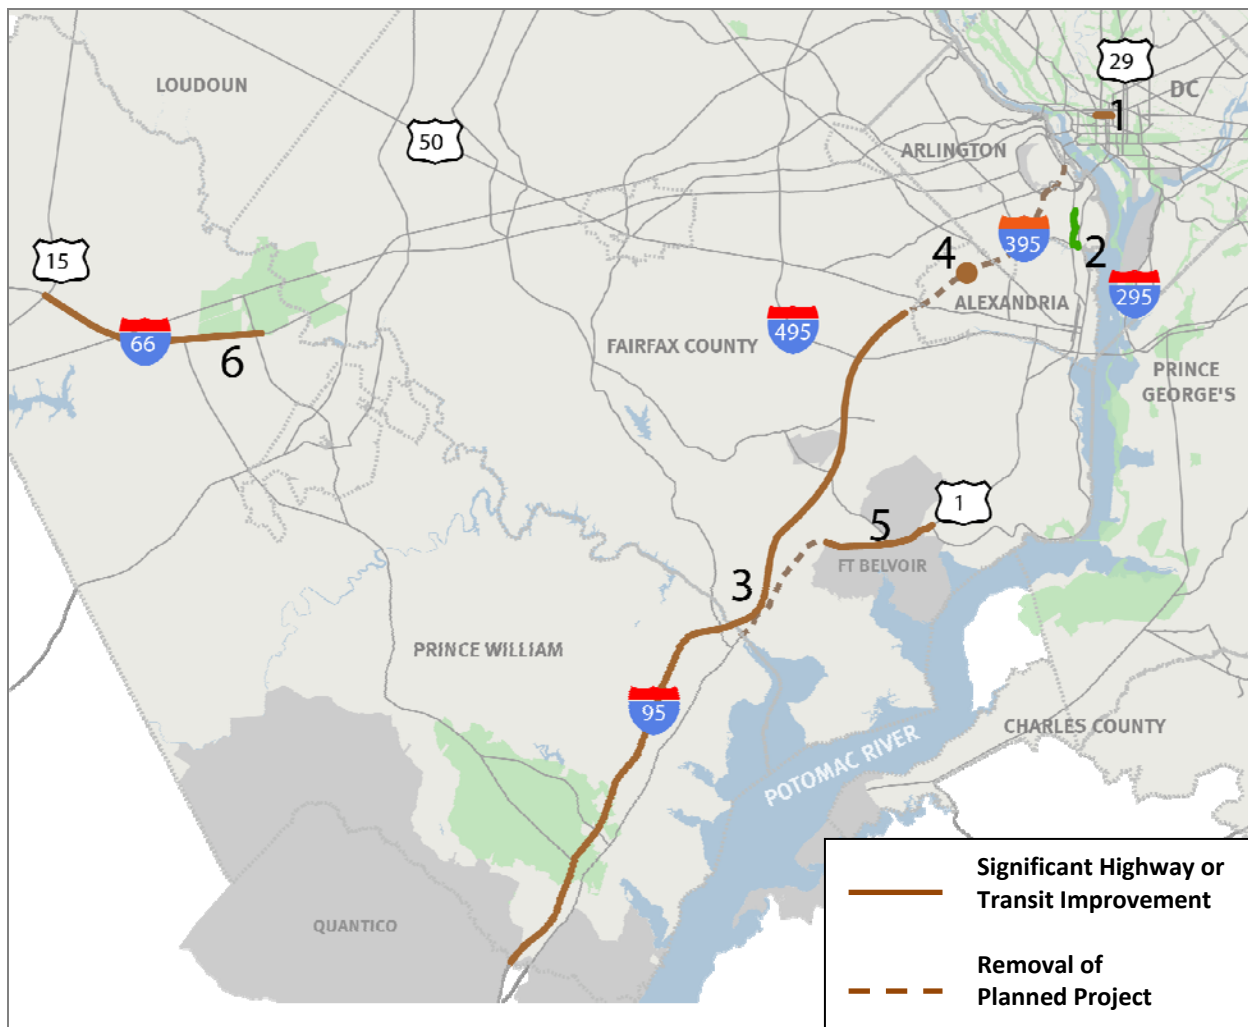 LOUDOUN
29
DC
1
50
ARLINGTON
395
4
2
15
ALEXANDRIA
295
495
66
FAIRFAX COUNTY
6
PRINCE
GEORGE'S
1
5
FT BELVOIR
3
PRINCE WILLIAM
95
CHARLES COUNTY
POTOMAC RIVER
QUANTICO
Significant Highway or
Transit Improvement
Removal of
Planned Project